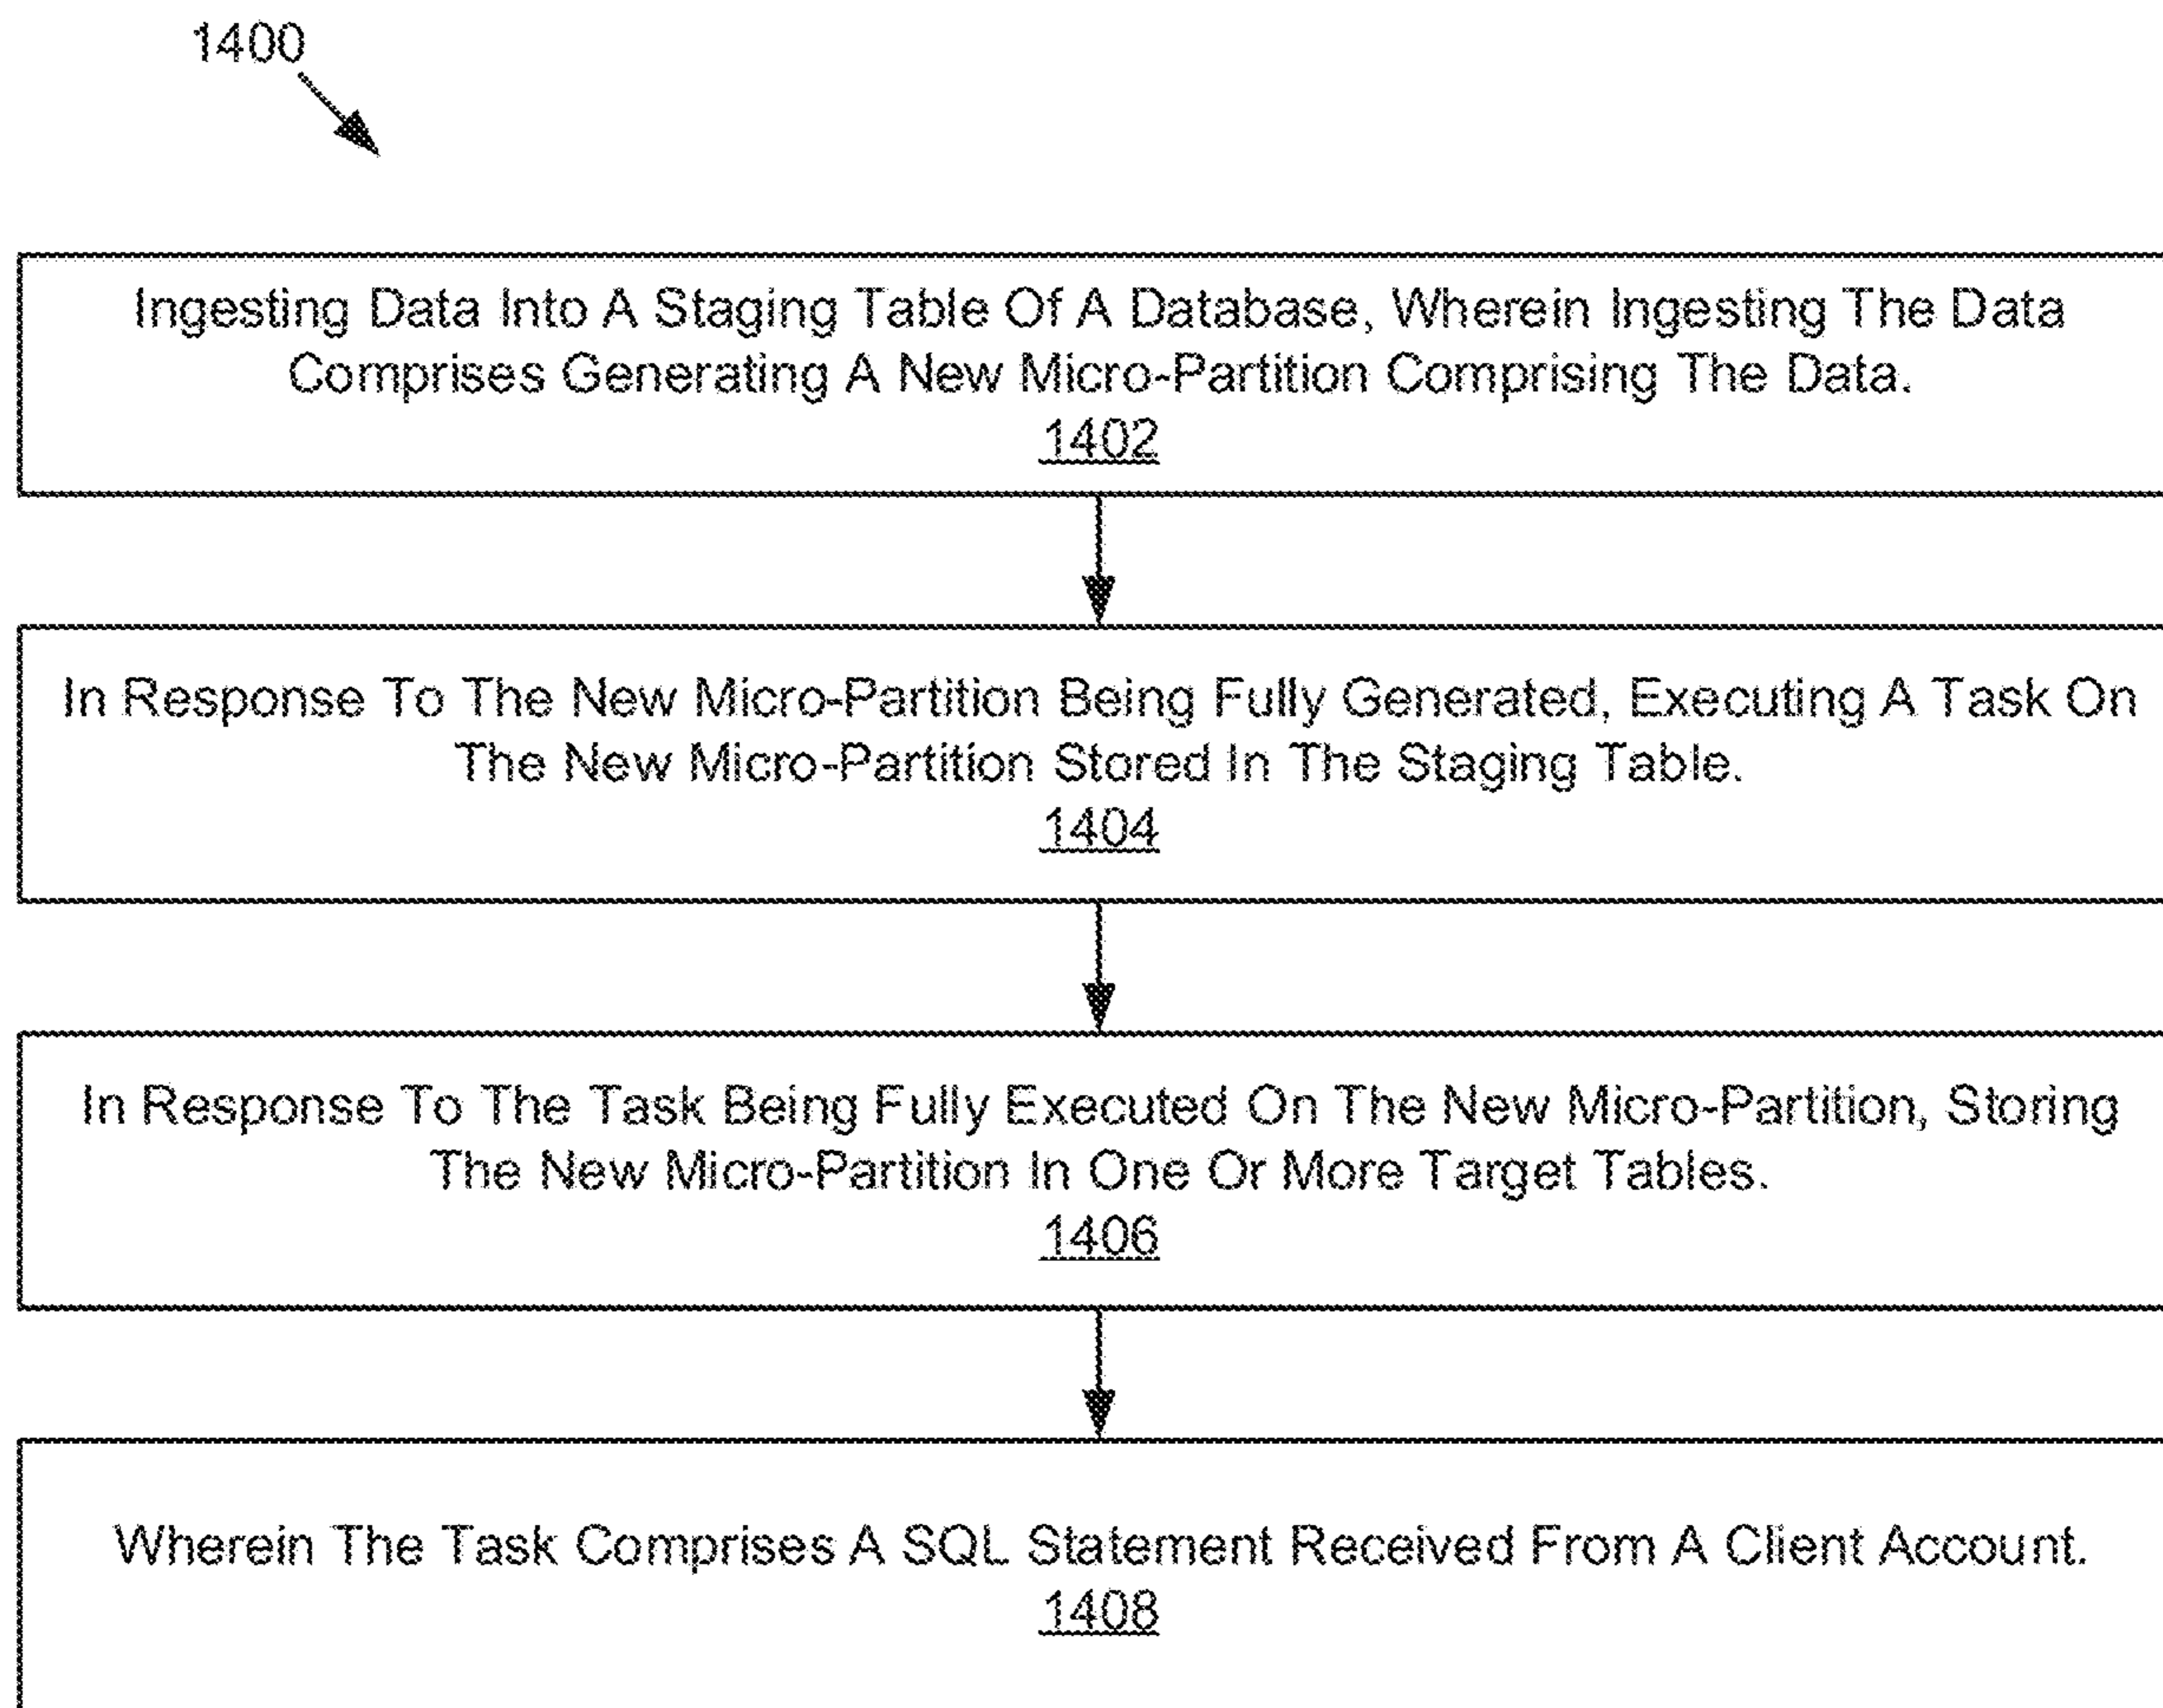 1400
Ingesting Data Into A Staging Table Of A Database, Wherein Ingesting The Data
Comprises Generating A New Micro-Partition Comprising The Data.
1402
In Response To The New Micro-Partition Being Fully Generated, Executing A Task On
The New Micro-Partition Stored In The Staging Table.
1404
In Response To The Task Being Fully Executed On The New Micro-Partition, Storing
The New Micro-Partition In One Or More Target Tables.
1406
Wherein The Task Comprises A SQL Statement Received From A Client Account.
1408